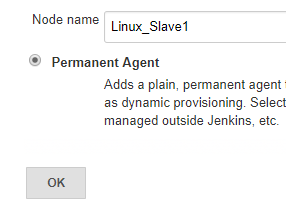 Node name Linux_Slave1
Permanent Agent
Adds a plain, permanent agent
as dynamic provisioning. Select
managed outside Jenkins, etc.
OK